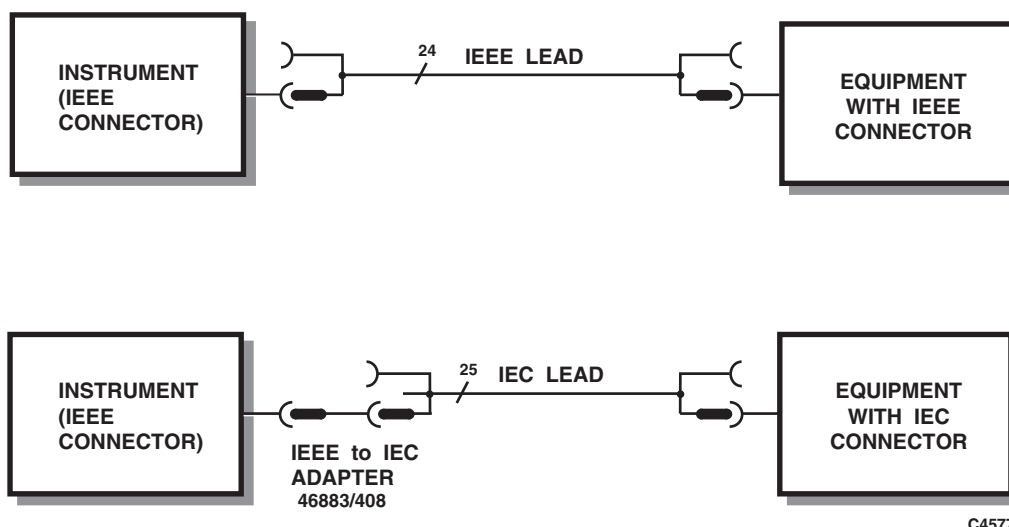 INSTRUMENT
(IEEE
CONNECTOR)
24
IEEE LEAD
EQUIPMENT
WITH IEEE
CONNECTOR
INSTRUMENT
(IEEE
CONNECTOR)
IEEE to IEC
ADAPTER
46883/408
25
IEC LEAD
EQUIPMENT
WITH IEC
CONNECTOR
C4577